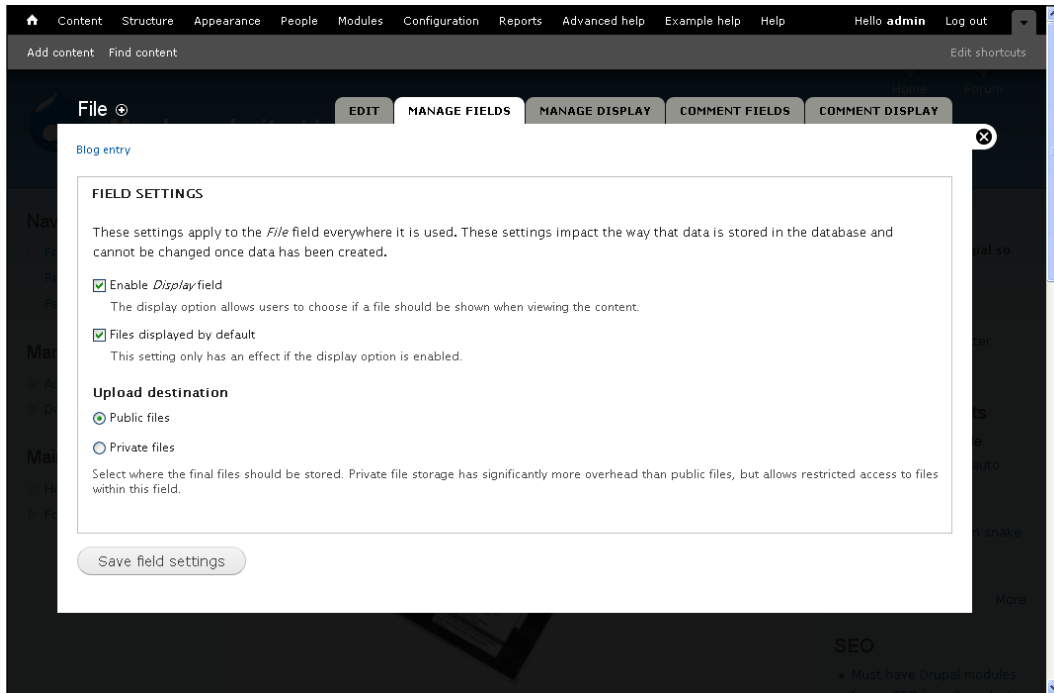 Content Structure Appearance People Modules Configuration Reports Advanced help Example help Help Hello admin Log out
Add content Find content Edit shortcuts
Home Forum
File
EDIT MANAGE FIELDS MANAGE DISPLAY COMMENT FIELDS COMMENT DISPLAY
Blog entry
FIELD SETTINGS
These settings apply to the File field everywhere it is used. These settings impact the way that data is stored in the database and
cannot be changed once data has been created.
Enable Display field
The display option allows users to choose if a file should be shown when viewing the content.
Files displayed by default
This setting only has an effect if the display option is enabled.
Upload destination
Public files
Private files
Select where the final files should be stored. Private file storage has significantly more overhead than public files, but allows restricted access to files
within this field.
Save field settings
snake
More
SEO
Must have Drupal modules